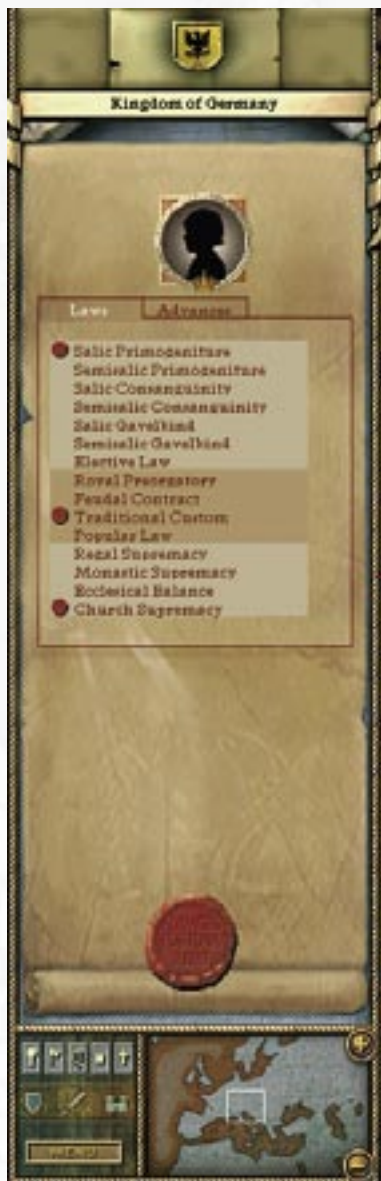 Kingdom of Germany
Laws
Advances
Salic Primogeniture
Semisalic Primogeniture
Salic Consanguinity
Semisalic Consanguinity
Salic Gavelkind
Semisalic Gavelkind
Elective Law
Royal Prerogatory
Feudal Contract
Traditional Custom
Popular Law
Regal Supremacy
Monastic Supremacy
Ecclesical Balance
Church Supremacy